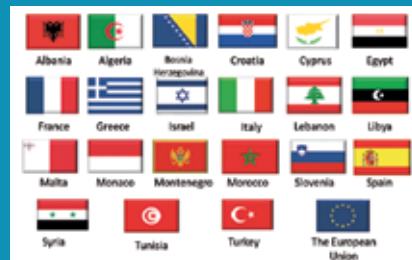 Albania Algeria Bosnia Herzegovina Croatia Cyprus Egypt
France Greece Israel Italy Lebanon Libya
Malta Monaco Montenegro Morocco Slovenia Spain
Syria Tunisia Turkey The European Union